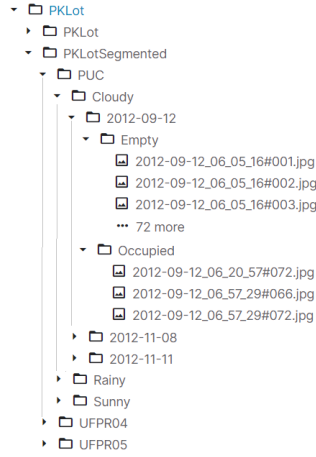 PKLot
PKLot
PKLotSegmented
PUC
Cloudy
2012-09-12
Empty
2012-09-12_06_05_16#001.jpg
2012-09-12_06_05_16#002.jpg
2012-09-12_06_05_16#003.jpg
72 more
Occupied
2012-09-12_06_20_57#072.jpg
2012-09-12_06_57_29#066.jpg
2012-09-12_06_57_29#072.jpg
2012-11-08
2012-11-11
Rainy
Sunny
UFPR04
UFPR05